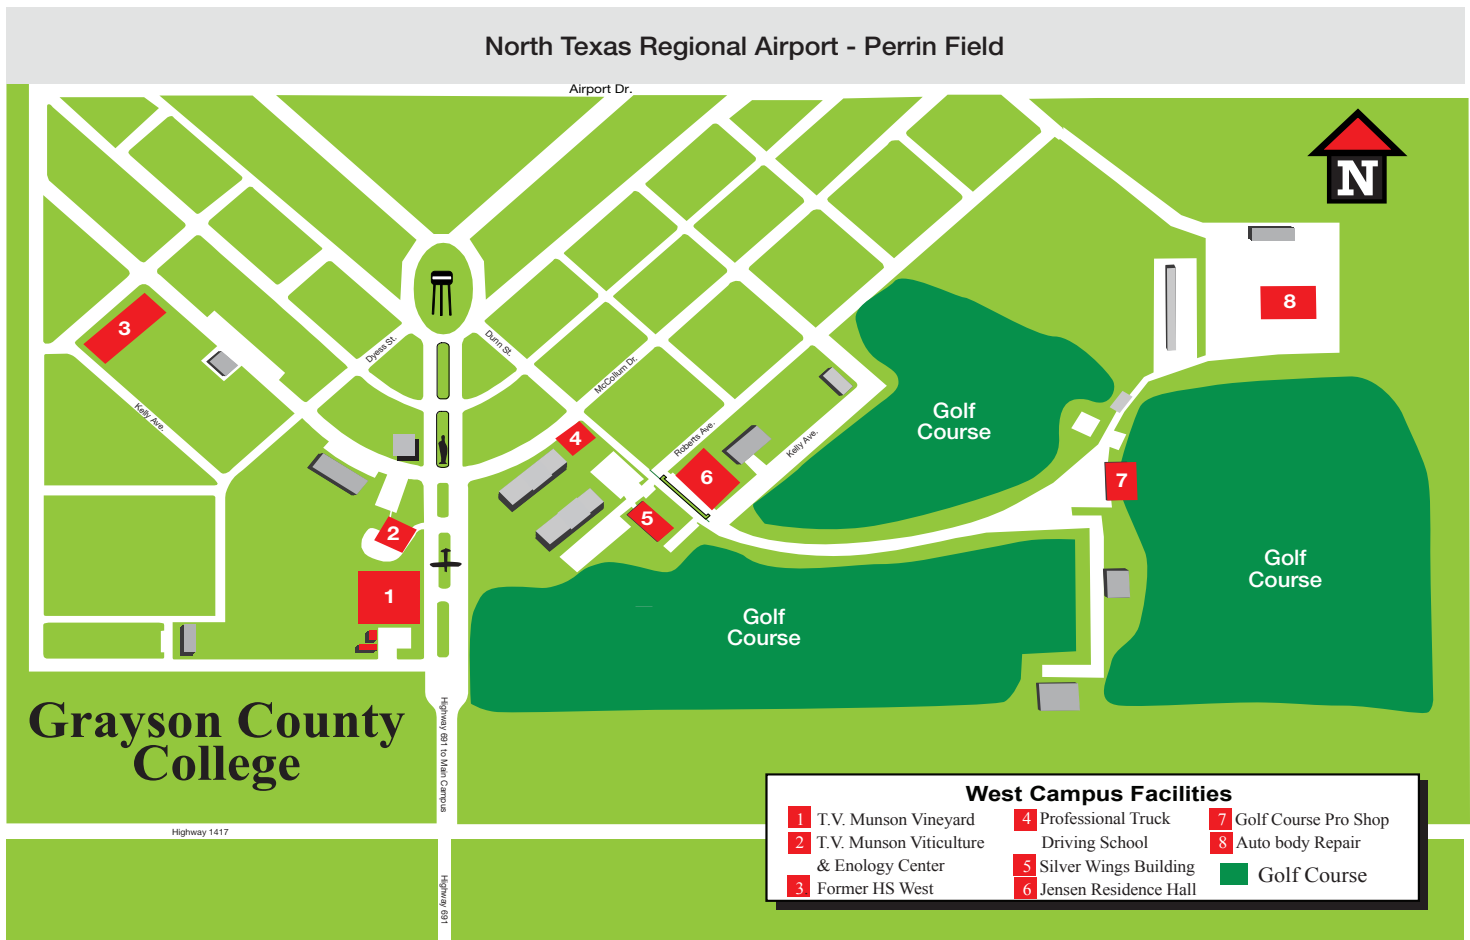 North Texas Regional Airport - Perrin Field
Airport Dr.
N
8
3
Dyess St.
Dunn St.
McCollum Dr.
Kelly Ave.
Golf
Course
4
Roberts Ave.
Kelly Ave.
6
7
5
2
1
Golf
Course
Golf
Course
Grayson County
College
Highway 691 to Main Campus
Highway 1417
Highway 691
West Campus Facilities
1 T.V. Munson Vineyard
2 T.V. Munson Viticulture
& Enology Center
3 Former HS West
4 Professional Truck
Driving School
5 Silver Wings Building
6 Jensen Residence Hall
7 Golf Course Pro Shop
8 Auto body Repair
Golf Course